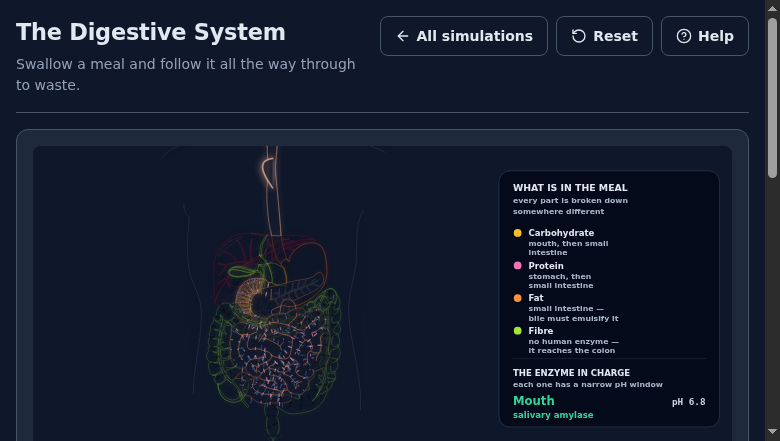 The Digestive System
Swallow a meal and follow it all the way through
to waste.
All simulations
Reset
Help
WHAT IS IN THE MEAL
every part is broken down
somewhere different
Carbohydrate
mouth, then small
intestine
Protein
stomach, then
small intestine
Fat
small intestine —
bile must emulsify it
Fibre
no human enzyme —
it reaches the colon
THE ENZYME IN CHARGE
each one has a narrow pH window
Mouth pH 6.8
salivary amylase